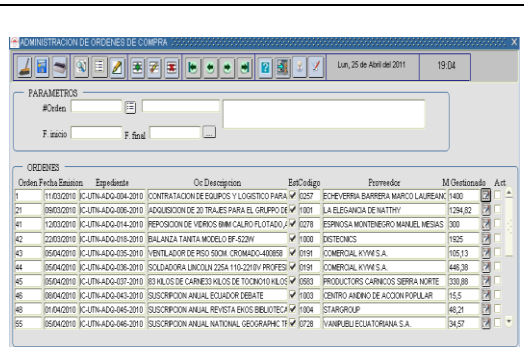 ADMINISTRACION DE ORDENES DE COMPRA
Lun, 25 de Abril del 2011 19:04
PARAMETROS
#Orden
F. inicio F. final ...
ORDENES
Orden Fecha Emision Expediente Oc Descripcion Est Codigo Proveedor M Gestionado Act
1 11/03/2010 IC-UTN-ADQ-004-2010 CONTRATACION DE EQUIPOS Y LOGISTICO PARA 0257 ECHEVERRIA BARRERA MARCO LAUREANC 1400
21 09/03/2010 IC-UTN-ADQ-006-2010 ADQUISICION DE 20 TRAJES PARA EL GRUPO DE 1001 LA ELEGANCIA DE NATTHY 1294,82
41 12/03/2010 IC-UTN-ADQ-014-2010 REPOSICION DE VIDRIOS 6MM CALRO FLOTADO, 0278 ESPINOSA MONTENEGRO MANUEL MESIAS 300
42 22/03/2010 IC-UTN-ADQ-018-2010 BALANZA TANITA MODELO BF-522W 1000 DISTECNICS 1925
43 05/04/2010 IC-UTN-ADQ-035-2010 VENTILADOR DE PISO 50CM. CROMADO-400858 0191 COMERCIAL KYWI S.A. 105,13
44 05/04/2010 IC-UTN-ADQ-036-2010 SOLDADORA LINCOLN 225A 110-220V PROFESI 0191 COMERCIAL KYWI S.A. 446,38
45 05/04/2010 IC-UTN-ADQ-037-2010 83 KILOS DE CARNE33 KILOS DE TOCINO10 KILOS 0583 PRODUCTORS CARNICOS SIERRA NORTE 330,88
46 08/04/2010 IC-UTN-ADQ-043-2010 SUSCRIPCION ANUAL ECUADOR DEBATE 1003 CENTRO ANDINO DE ACCION POPULAR 15,5
48 01/04/2010 IC-UTN-ADQ-045-2010 SUSCRIPCION ANUAL REVISTA EKOS BIBLIOTECA 1004 STARGROUP 48,21
55 05/04/2010 IC-UTN-ADQ-046-2010 SUSCRPCION ANUAL NATIONAL GEOGRAPHIC TR 0728 VANIPUBLI ECUATORIANA S.A. 34,57